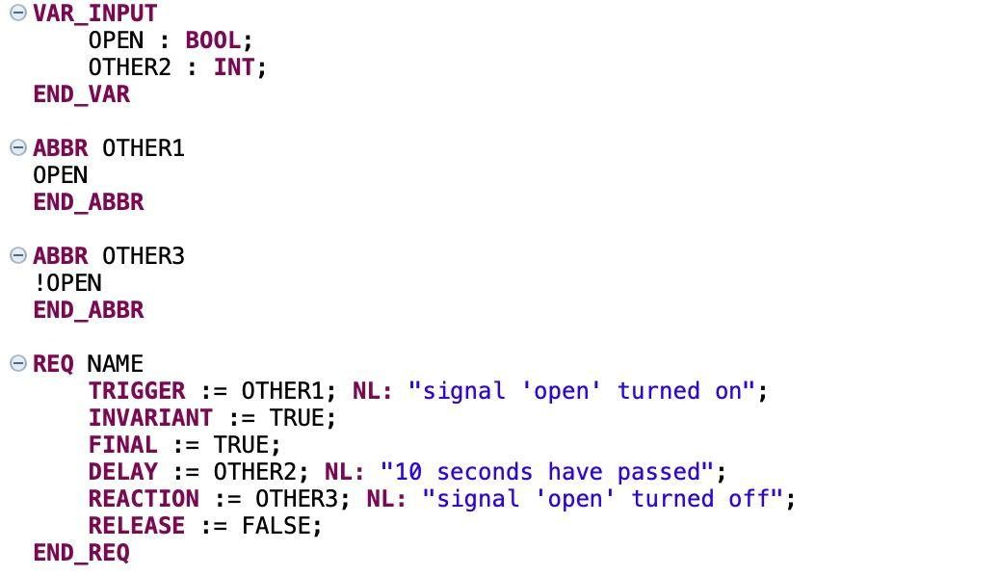 VAR_INPUT
OPEN : BOOL;
OTHER2 : INT;
END_VAR
ABBR OTHER1
OPEN
END_ABBR
ABBR OTHER3
!OPEN
END_ABBR
REQ NAME
TRIGGER := OTHER1; NL: "signal 'open' turned on";
INVARIANT := TRUE;
FINAL := TRUE;
DELAY := OTHER2; NL: "10 seconds have passed";
REACTION := OTHER3; NL: "signal 'open' turned off";
RELEASE := FALSE;
END_REQ